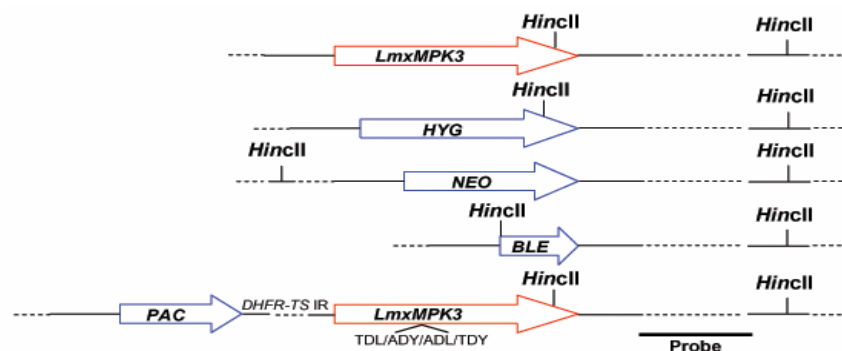 HincII HincII
LmxMPK3
HincII HincII
HYG
HincII HincII
NEO
HincII HincII
BLE
HincII HincII
PAC DHFR-TS IR LmxMPK3
TDL/ADY/ADL/TDY
Probe